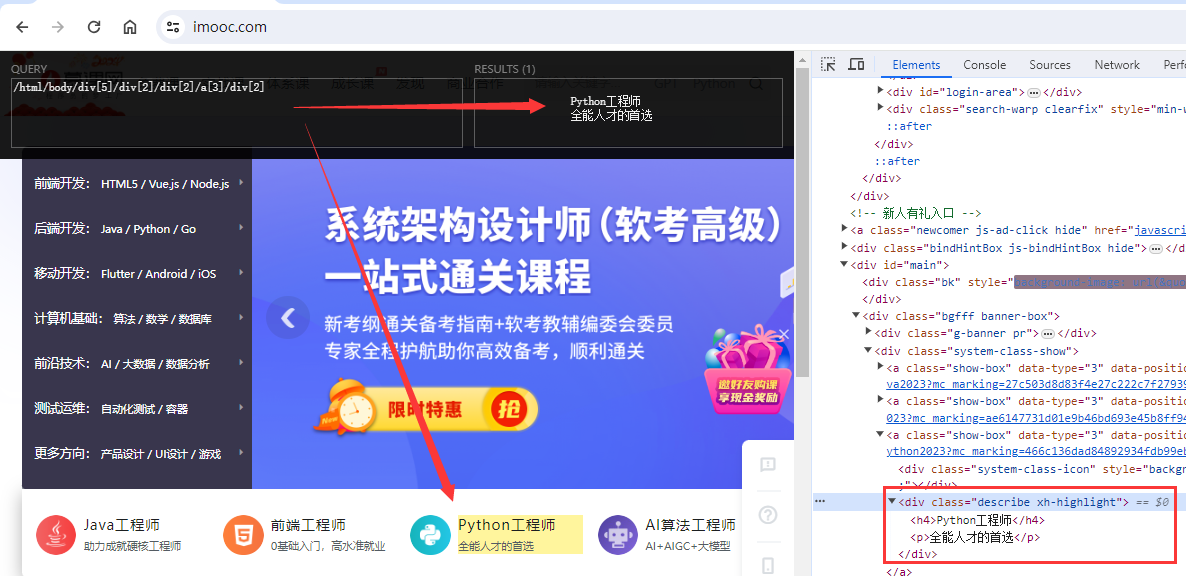 imooc.com
QUERY
/html/body/div[5]/div[2]/div[2]/a[3]/div[2]
RESULTS (1)
Python工程师
全能人才的首选
前端开发： HTML5 / Vue.js / Node.js
后端开发： Java / Python / Go
移动开发： Flutter / Android / iOS
计算机基础： 算法 / 数学 / 数据库
前沿技术： AI / 大数据 / 数据分析
测试运维： 自动化测试 / 容器
更多方向： 产品设计 / UI设计 / 游戏
系统架构设计师（软考高级）
一站式通关课程
新考纲通关备考指南+软考教辅编委会委员
专家全程护航助你高效备考，顺利通关
New
限时特惠
抢
邀好友购课
享现金奖励
Java工程师
助力成就硬核工程师
前端工程师
0基础入门，高水准就业
Python工程师
全能人才的首选
AI算法工程师
AI+AIGC+大模型
Elements Console Sources Network Perf
<div id="login-area"> ⋯ </div>
<div class="search-warp clearfix" style="min-w
::after
</div>
::after
</div>
</div>
<!-- 新人有礼入口 -->
<a class="newcomer js-ad-click hide" href="javascri
<div class="bindHintBox js-bindHintBox hide"> ⋯ </d
<div id="main">
<div class="bk" style="background-image: url(&quo
</div>
<div class="bgfff banner-box">
<div class="g-banner pr"> ⋯ </div>
<div class="system-class-show">
<a class="show-box" data-type="3" data-positio
va2023?mc_marking=27c503d8d83f4e27c222c7f27939
<a class="show-box" data-type="3" data-positio
023?mc_marking=ae6147731d01e9b46bd693e45b8ff94
<a class="show-box" data-type="3" data-positio
ython2023?mc_marking=466c136dad84892934fdb99eb
<div class="system-class-icon" style="backgr
;"></div>
<div class="describe xh-highlight"> == $0
<h4>Python工程师</h4>
<p>全能人才的首选</p>
</div>
</a>